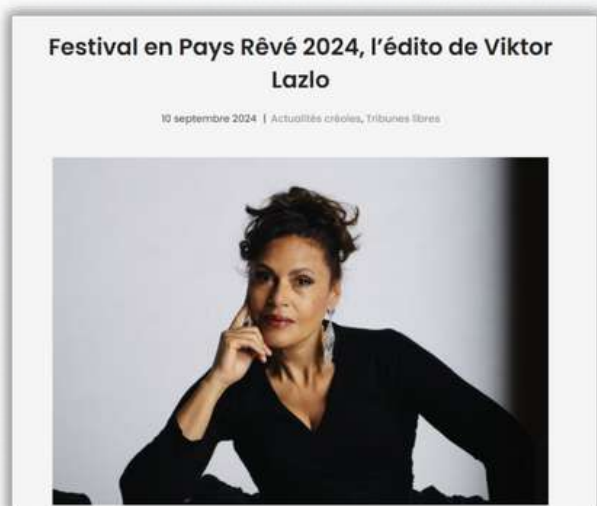 Festival en Pays Rêvé 2024, l’édito de Viktor
Lazlo
10 septembre 2024 | Actualités créoles, Tribunes libres